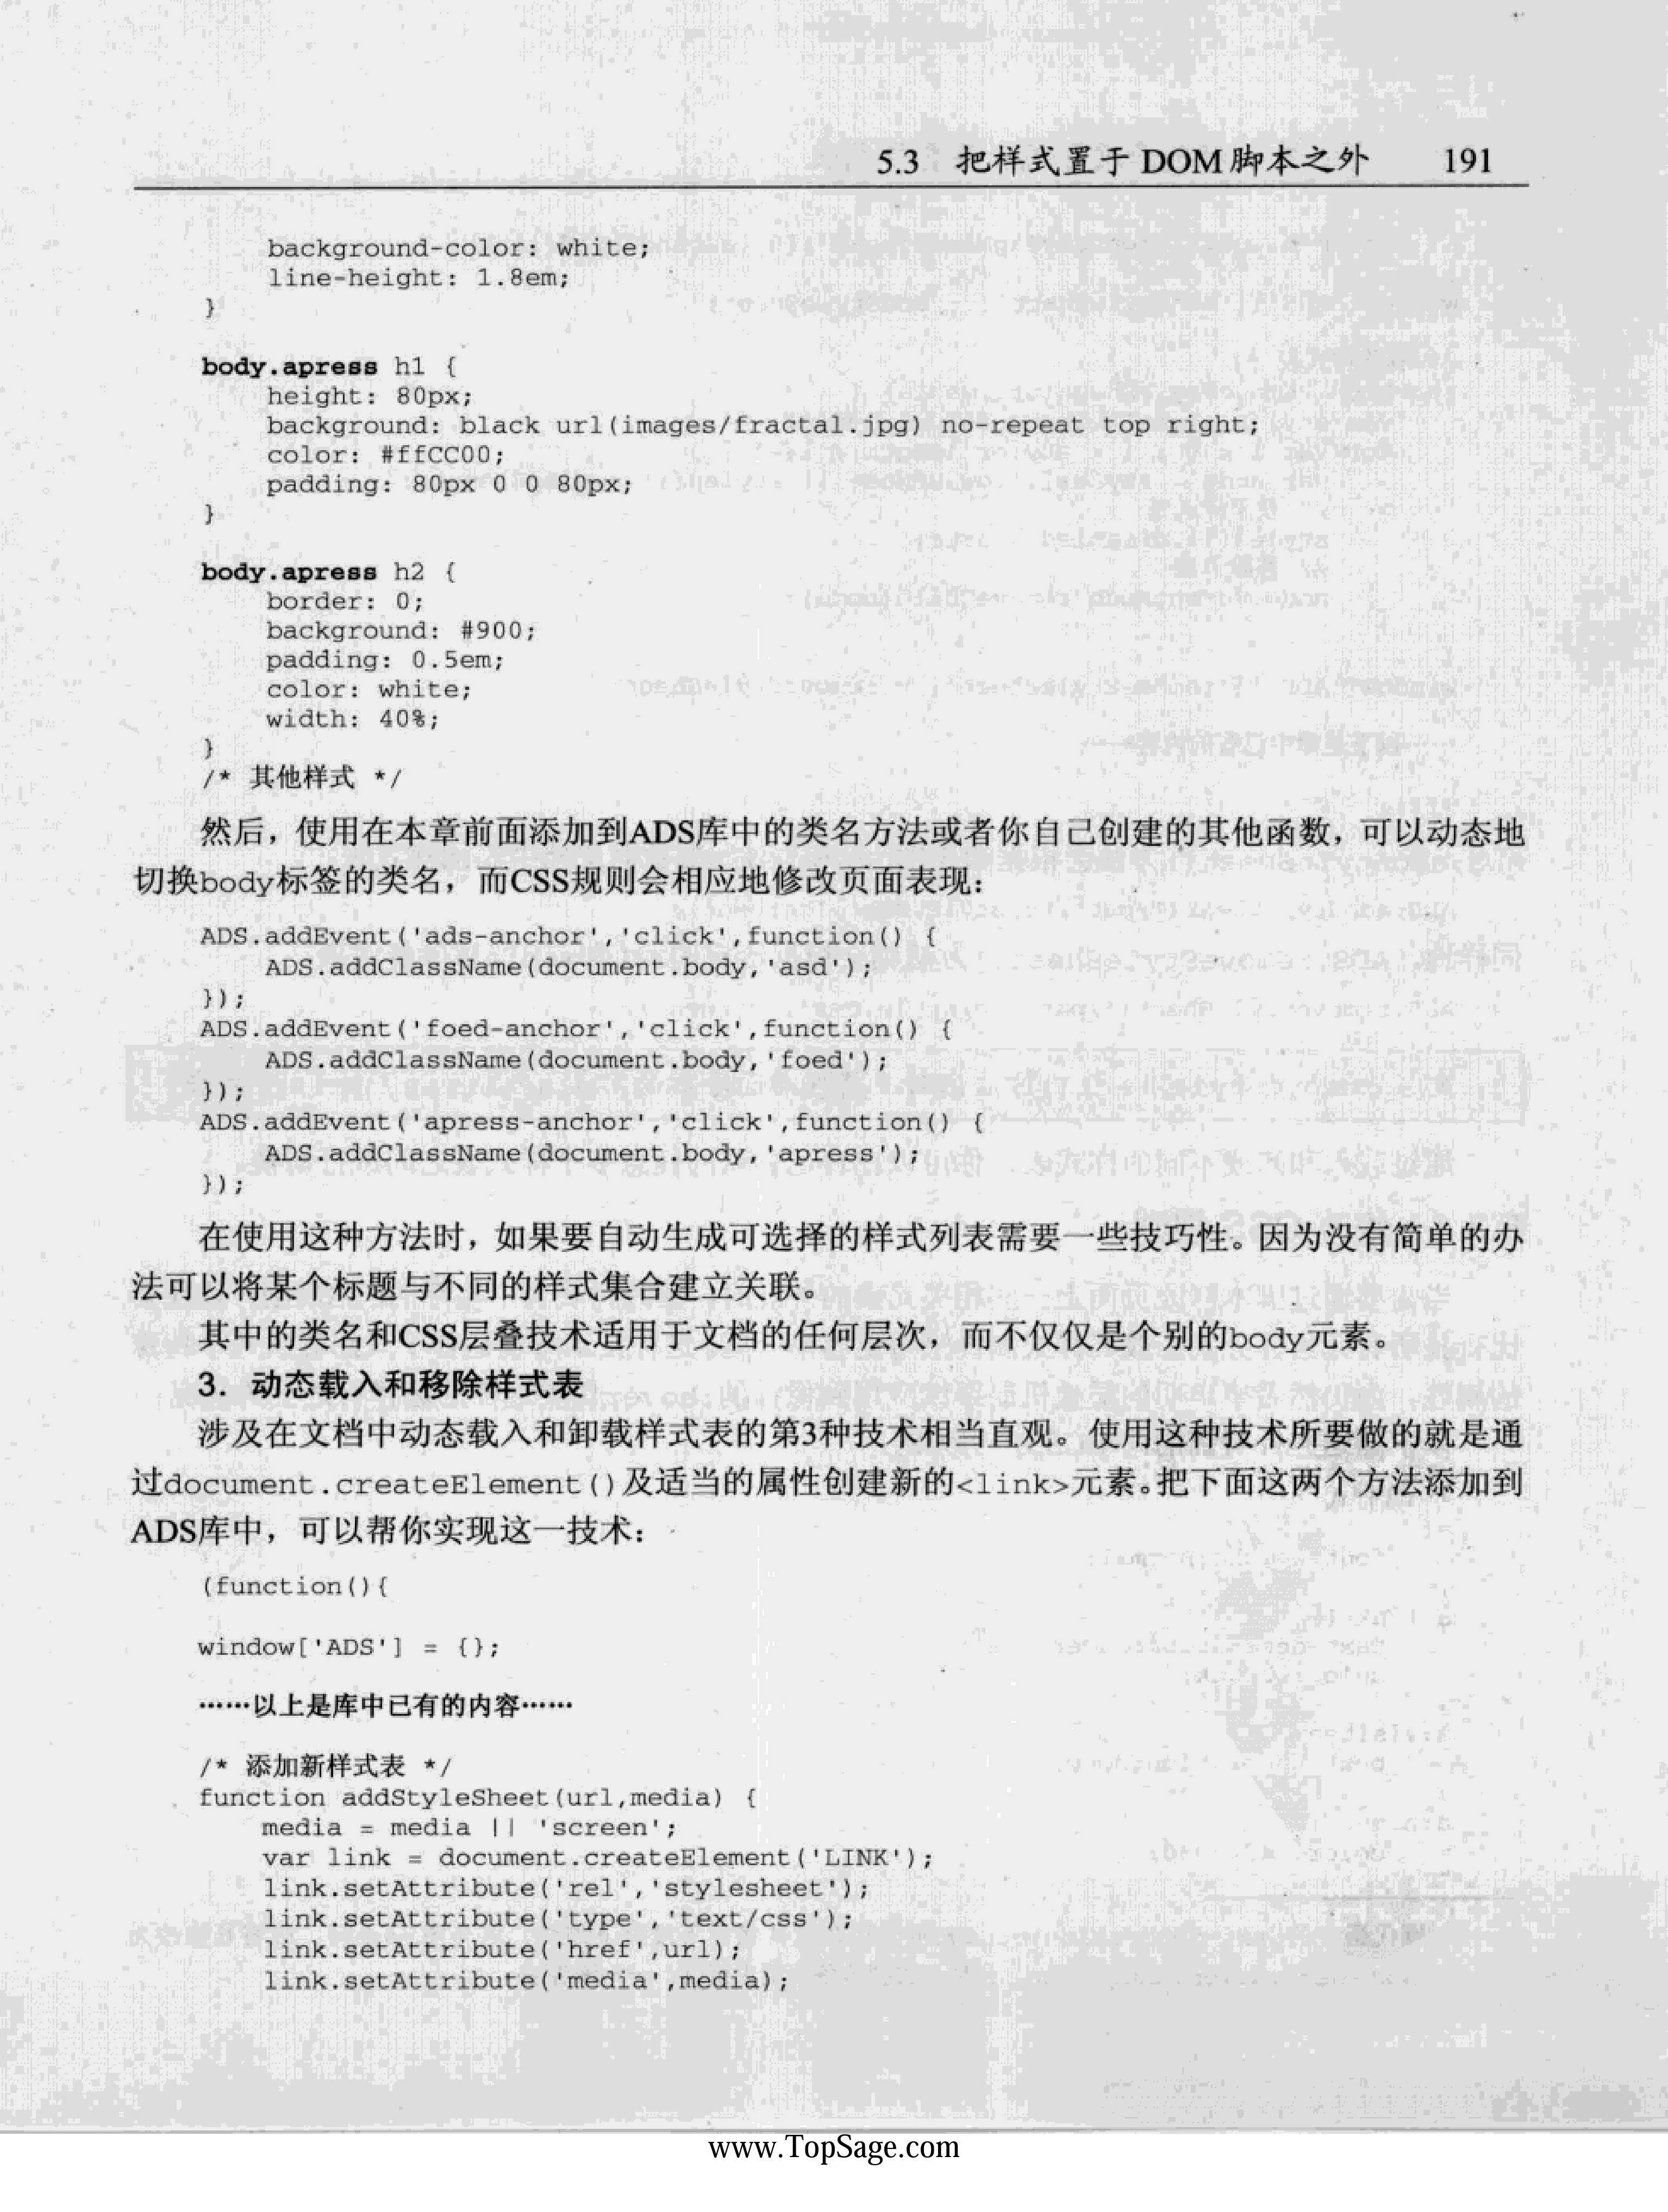 5.3 把样式置于 DOM 脚本之外 191
background-color: white;
line-height: 1.8em;
}
body.apress h1 {
height: 80px;
background: black url(images/fractal.jpg) no-repeat top right;
color: #ffCC00;
padding: 80px 0 0 80px;
}
body.apress h2 {
border: 0;
background: #900;
padding: 0.5em;
color: white;
width: 40%;
}
/* 其他样式 */
然后，使用在本章前面添加到ADS库中的类名方法或者你自己创建的其他函数，可以动态地
切换body标签的类名，而CSS规则会相应地修改页面表现：
ADS.addEvent('ads-anchor','click',function() {
ADS.addClassName(document.body,'asd');
});
ADS.addEvent('foed-anchor','click',function() {
ADS.addClassName(document.body,'foed');
});
ADS.addEvent('apress-anchor','click',function() {
ADS.addClassName(document.body,'apress');
});
在使用这种方法时，如果要自动生成可选择的样式列表需要一些技巧性。因为没有简单的办
法可以将某个标题与不同的样式集合建立关联。
其中的类名和CSS层叠技术适用于文档的任何层次，而不仅仅是个别的body元素。
3．动态载入和移除样式表
涉及在文档中动态载入和卸载样式表的第3种技术相当直观。使用这种技术所要做的就是通
过document.createElement()及适当的属性创建新的<link>元素。把下面这两个方法添加到
ADS库中，可以帮你实现这一技术：
(function(){
window['ADS'] = {};
……以上是库中已有的内容……
/* 添加新样式表 */
function addStyleSheet(url,media) {
media = media || 'screen';
var link = document.createElement('LINK');
link.setAttribute('rel','stylesheet');
link.setAttribute('type','text/css');
link.setAttribute('href',url);
link.setAttribute('media',media);
www.TopSage.com